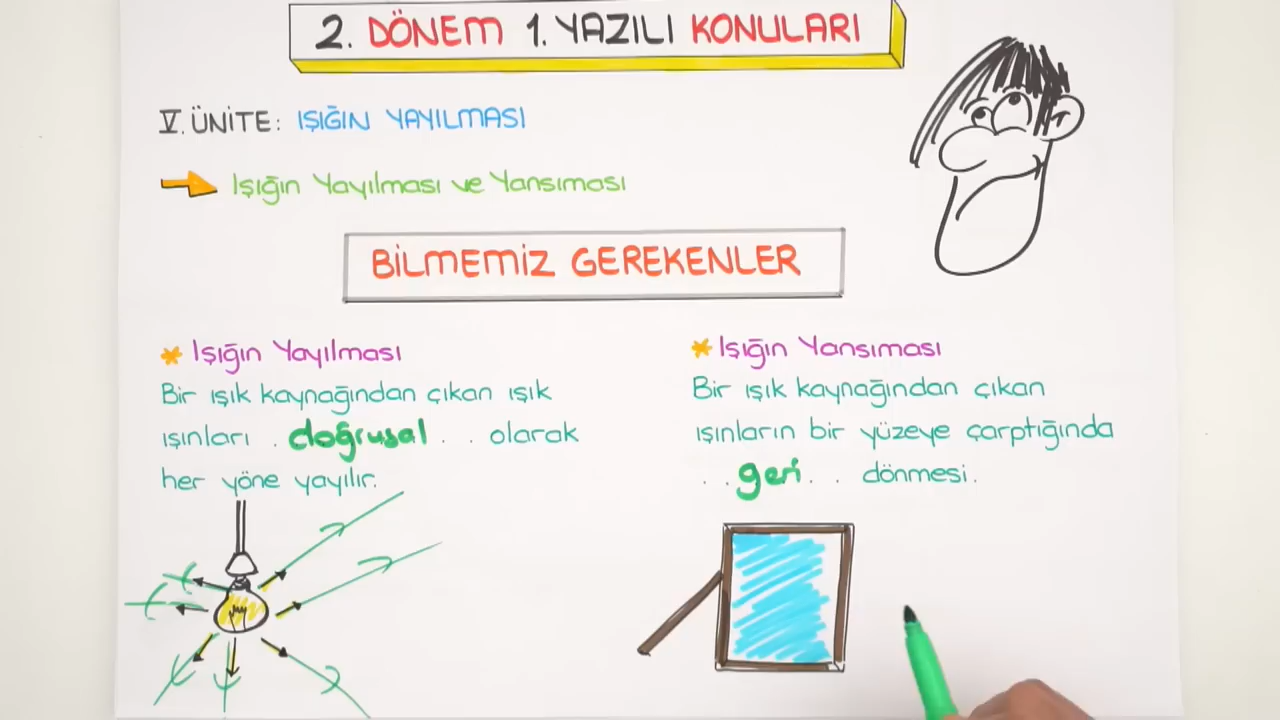 2. DÖNEM 1. YAZILI KONULARI
V. ÜNİTE: IŞIĞIN YAYILMASI
Işığın Yayılması ve Yansıması
BİLMEMİZ GEREKENLER
* Işığın Yayılması
Bir ışık kaynağından çıkan ışık
ışınları . doğrusal . . olarak
her yöne yayılır.
* Işığın Yansıması
Bir ışık kaynağından çıkan
ışınların bir yüzeye çarptığında
. . geri . . dönmesi.